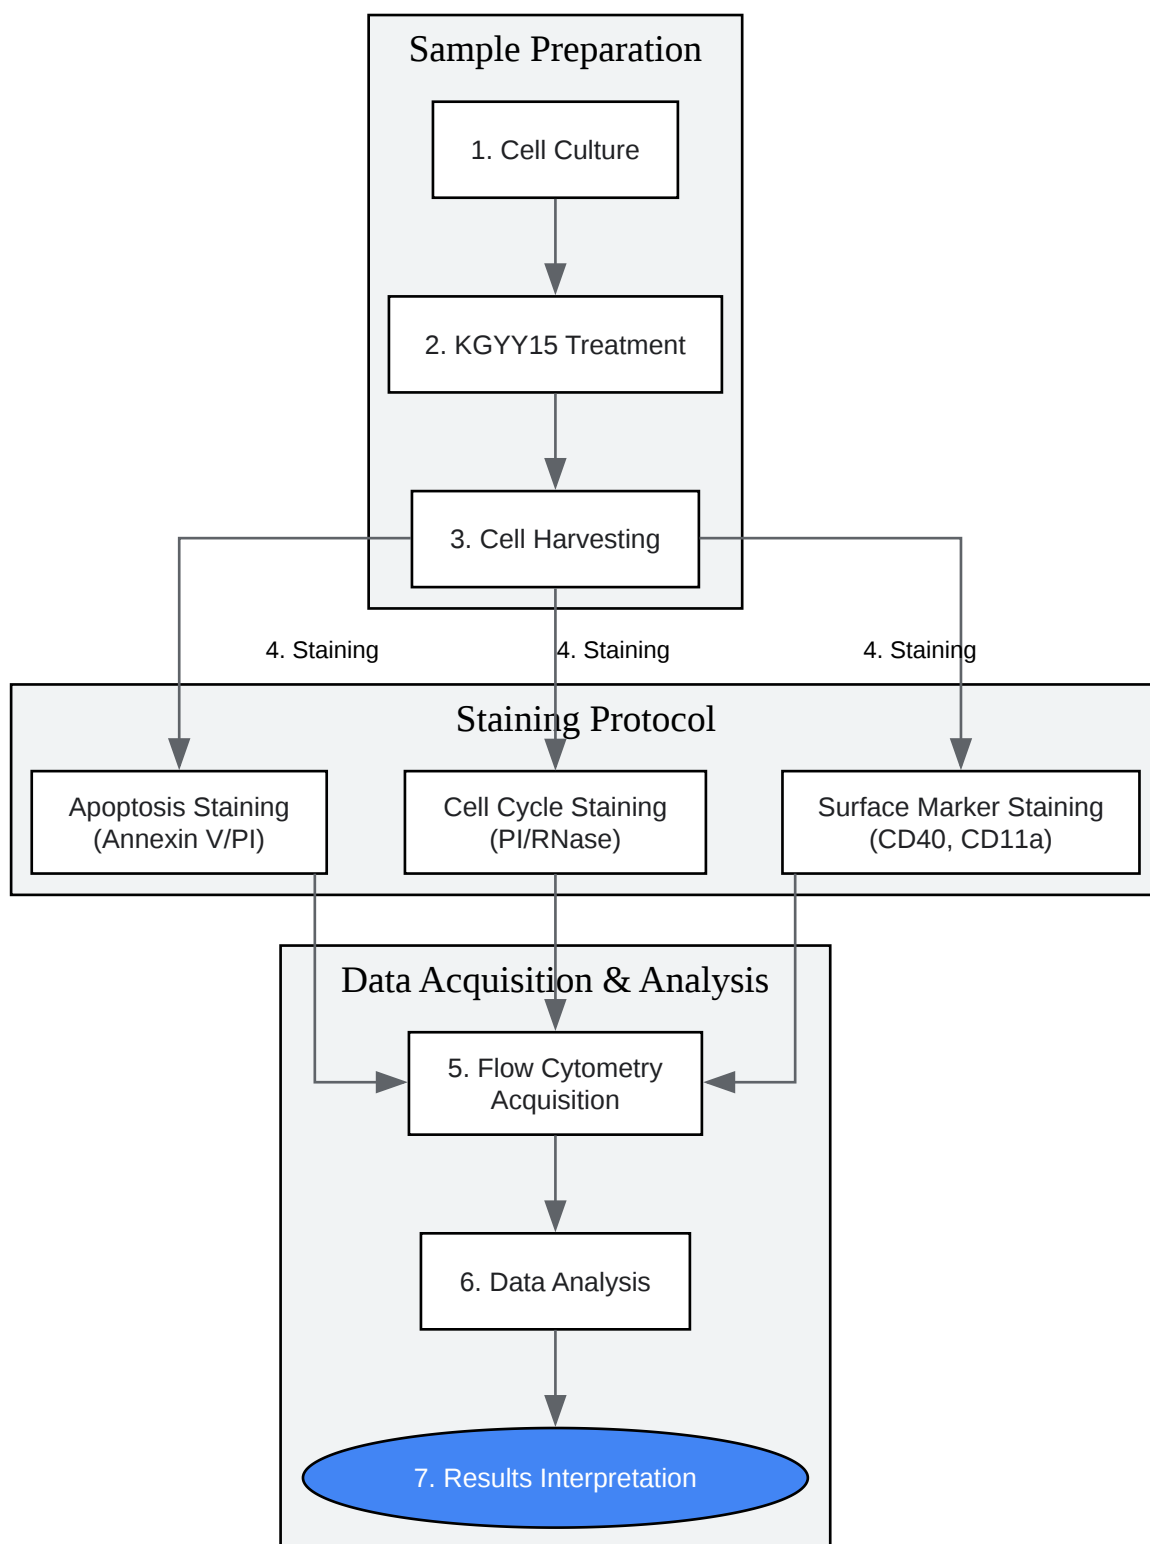 Sample Preparation
1. Cell Culture
2. KGYY15 Treatment
3. Cell Harvesting
4. Staining
4. Staining
4. Staining
Staining Protocol
Apoptosis Staining
(Annexin V/PI)
Cell Cycle Staining
(PI/RNase)
Surface Marker Staining
(CD40, CD11a)
Data Acquisition & Analysis
5. Flow Cytometry
Acquisition
6. Data Analysis
7. Results Interpretation